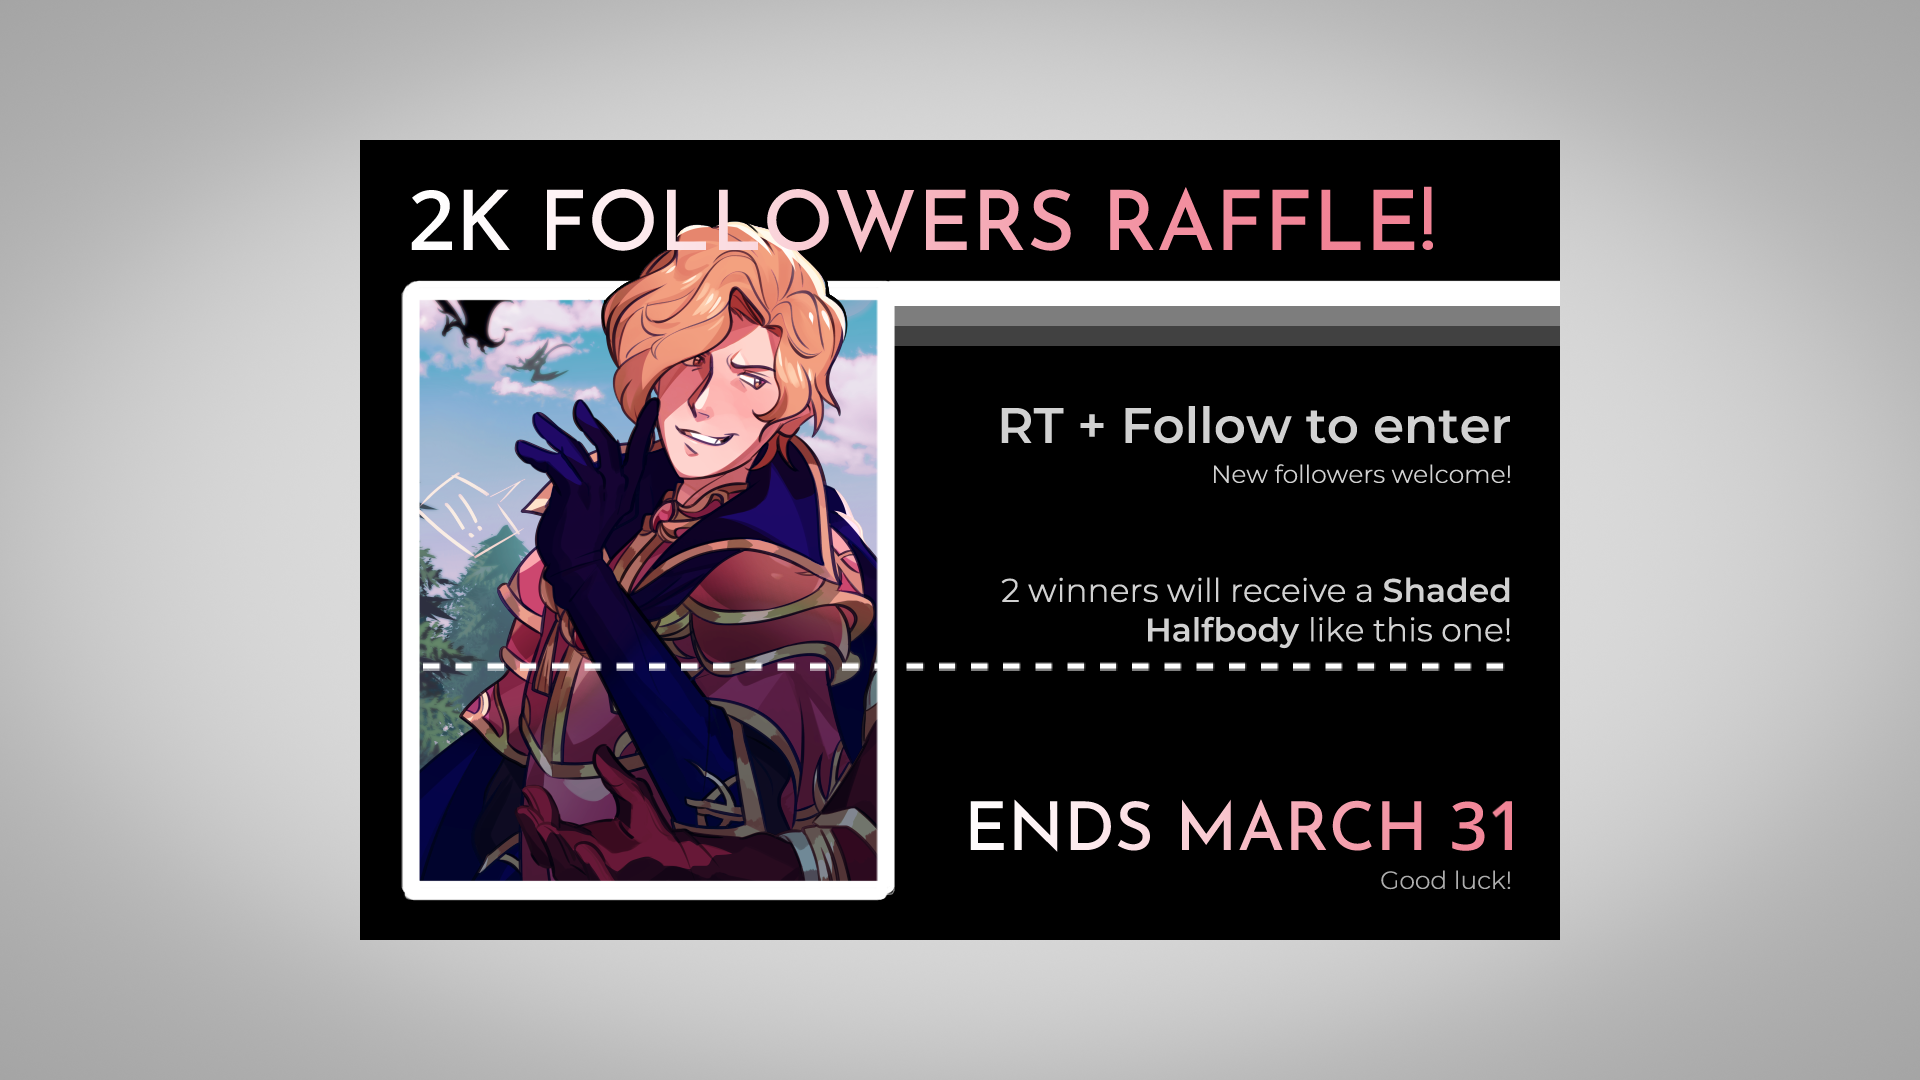 2K FOLLOWERS RAFFLE!
!!
RT + Follow to enter
New followers welcome!
2 winners will receive a Shaded
Halfbody like this one!
ENDS MARCH 31
Good luck!